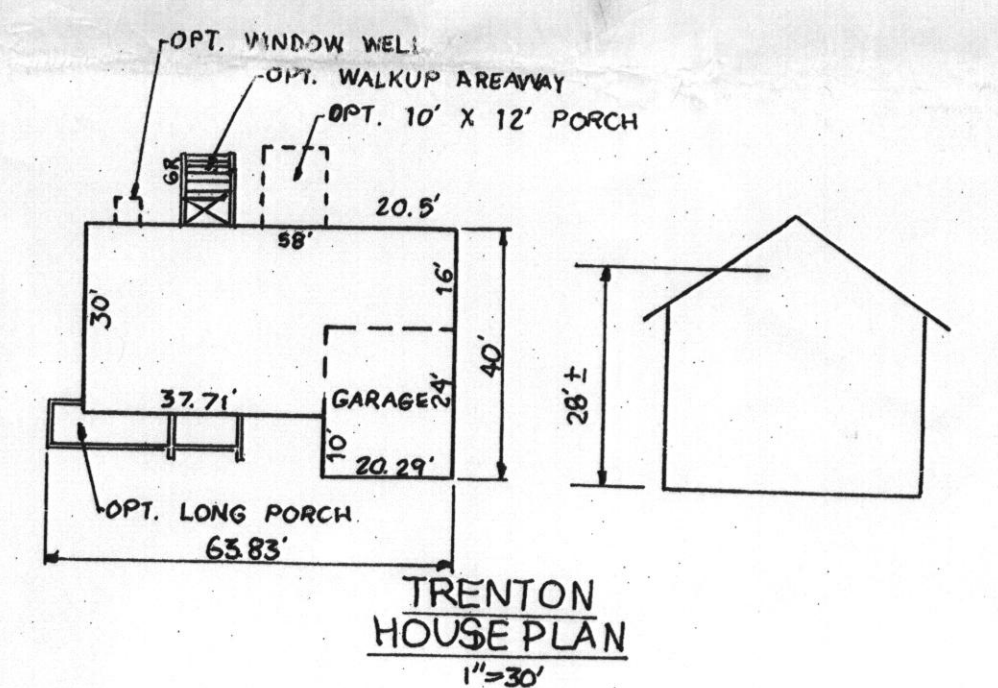 OPT. WINDOW WELL
OPT. WALKUP AREAWAY
OPT. 10' X 12' PORCH
6R
20.5'
58'
30'
16'
40'
28' ±
37.71'
GARAGE
24'
10'
20.29'
OPT. LONG PORCH
63.83'
TRENTON
HOUSE PLAN
1"=30'